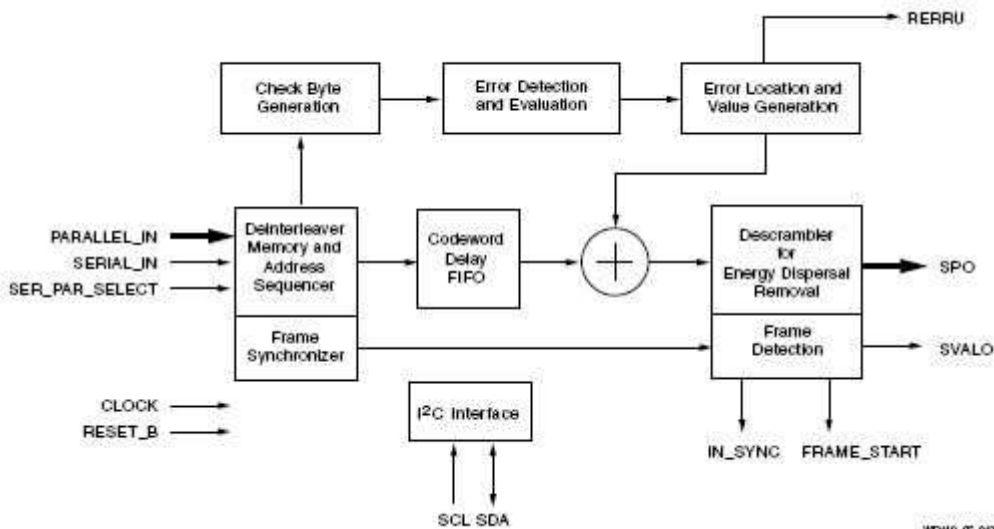 RERRU
Check Byte
Generation
Error Detection
and Evaluation
Error Location and
Value Generation
PARALLEL_IN
SERIAL_IN
SER_PAR_SELECT
Deinterleaver
Memory and
Address
Sequencer
Codeword
Delay
FIFO
+
Descrambler
for
Energy Dispersal
Removal
SPO
Frame
Synchronizer
Frame
Detection
SVALO
CLOCK
RESET_B
I²C Interface
IN_SYNC
FRAME_START
SCL
SDA